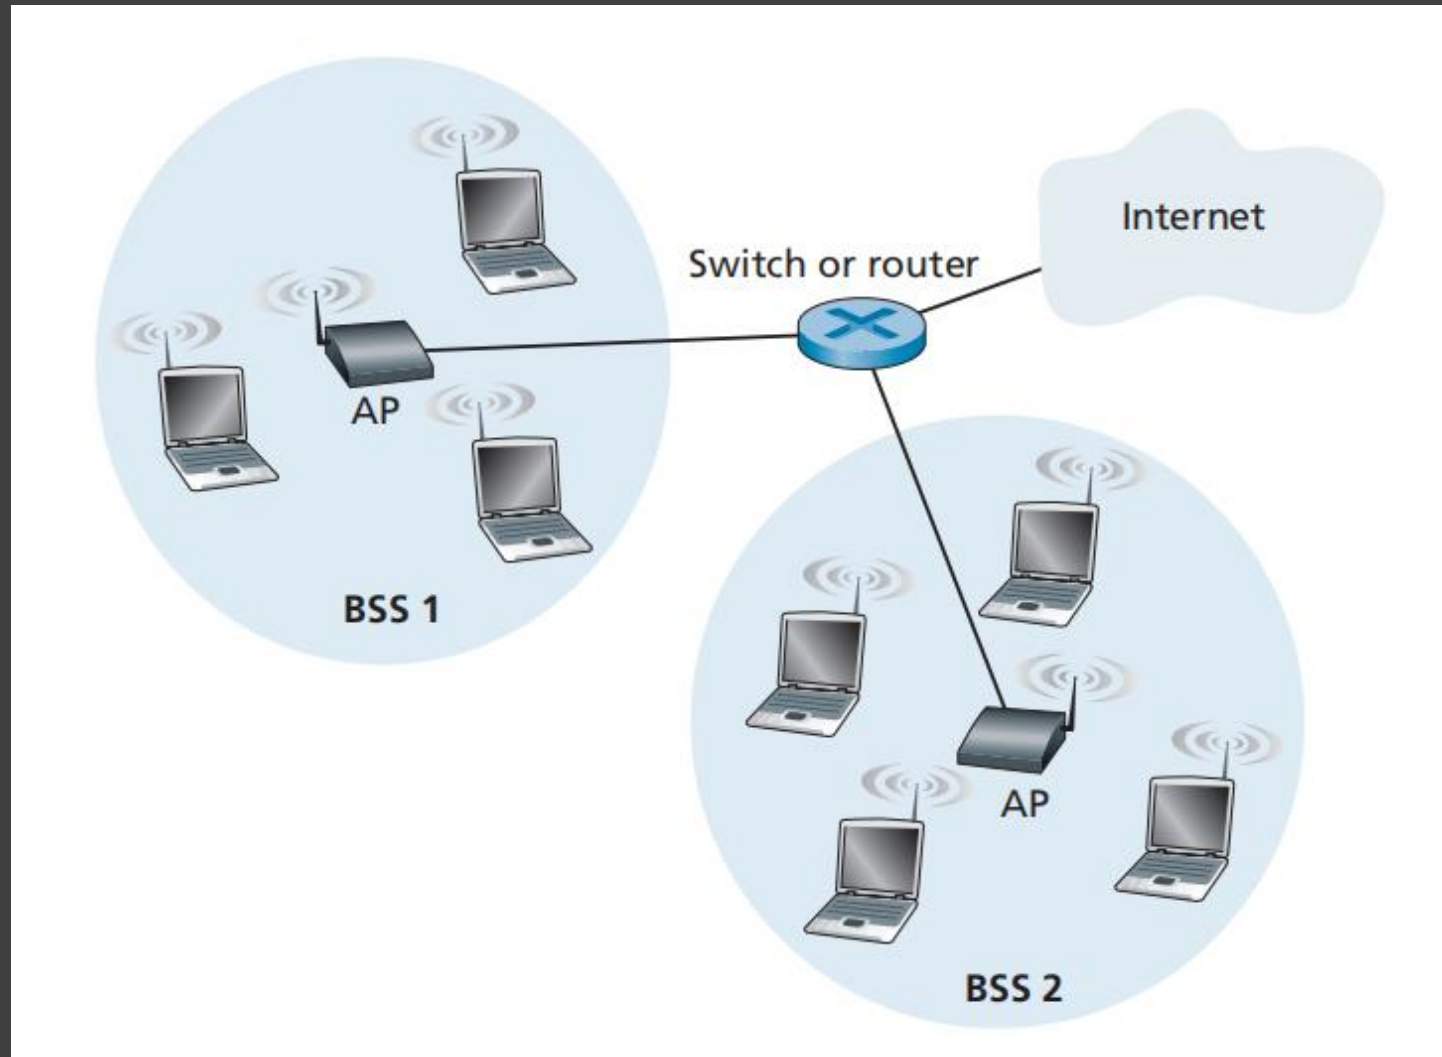 Internet
Switch or router
AP
BSS 1
AP
BSS 2